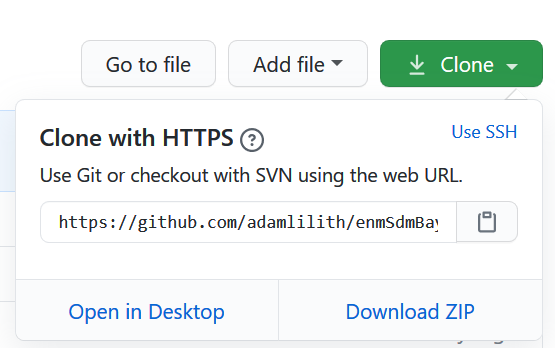 Go to file
Add file
Clone
Clone with HTTPS ?
Use SSH
Use Git or checkout with SVN using the web URL.
https://github.com/adamlilith/enmSdmBay
Open in Desktop
Download ZIP